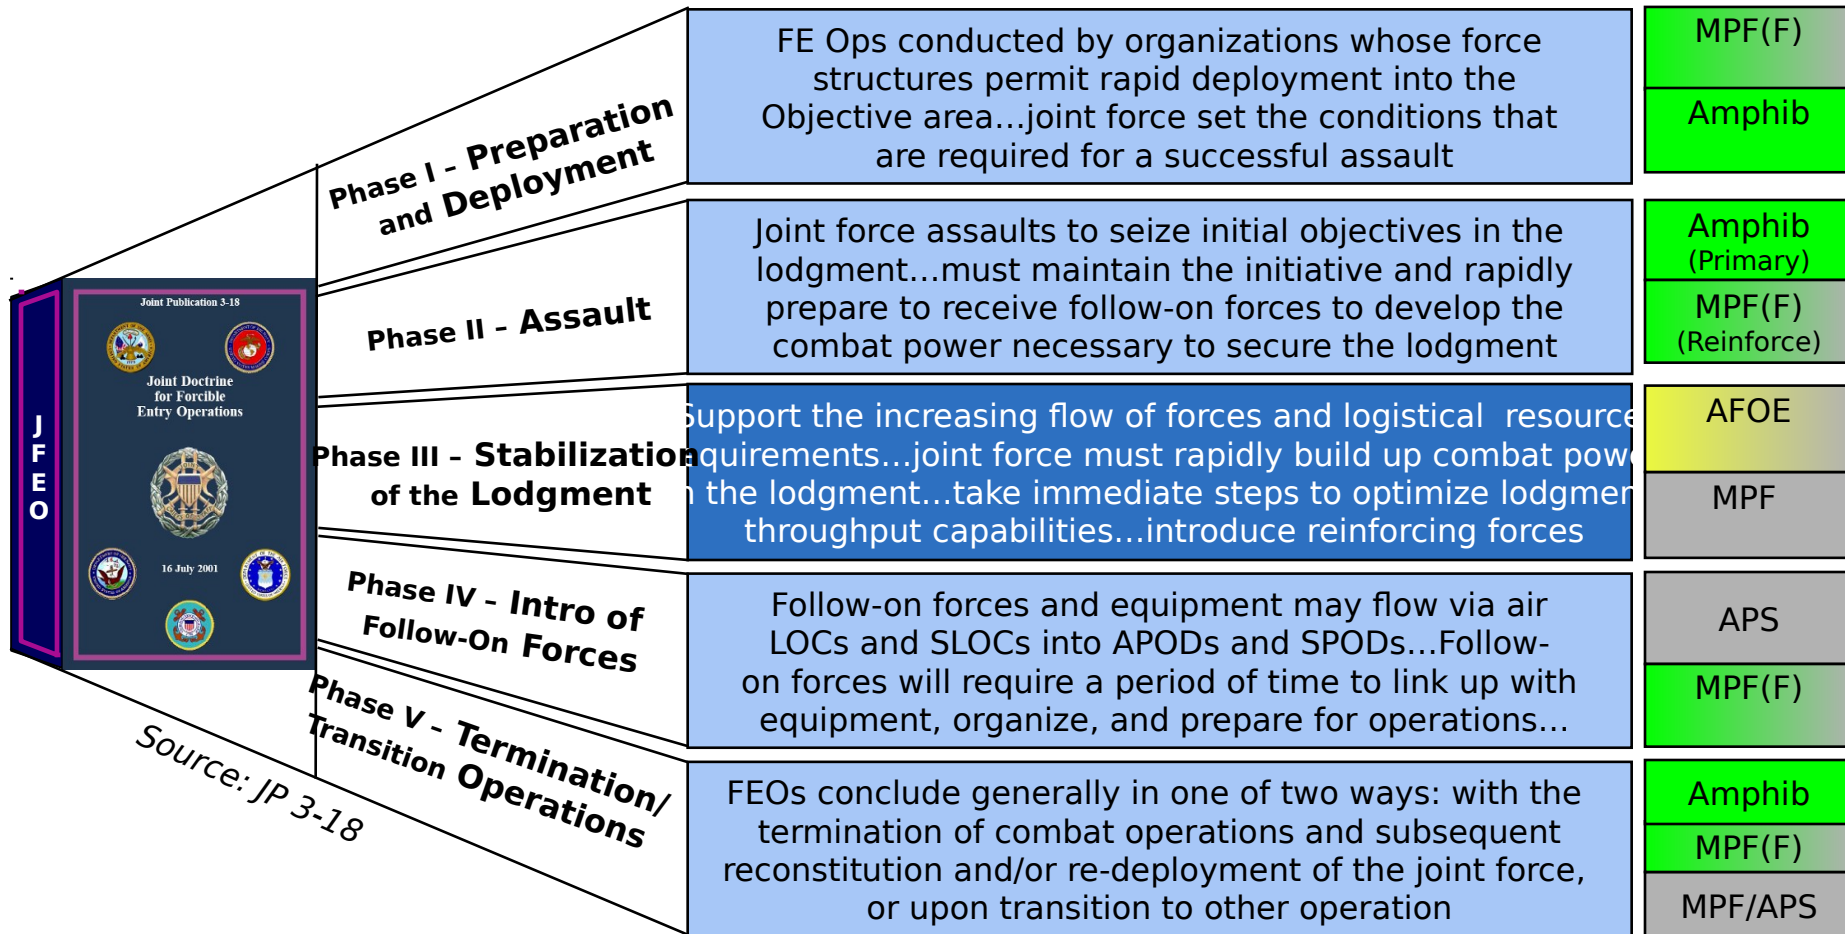 Phase I – Preparation
and Deployment
FE Ops conducted by organizations whose force
structures permit rapid deployment into the
Objective area...joint force set the conditions that
are required for a successful assault
MPF(F)
Amphib
Phase II – Assault
Joint force assaults to seize initial objectives in the
lodgment...must maintain the initiative and rapidly
prepare to receive follow-on forces to develop the
combat power necessary to secure the lodgment
Amphib
(Primary)
MPF(F)
(Reinforce)
JFEO
Joint Publication 3-18
Joint Doctrine
for Forcible
Entry Operations
16 July 2001
Phase III – Stabilization
of the Lodgment
Support the increasing flow of forces and logistical  resource
quirements...joint force must rapidly build up combat pow
the lodgment...take immediate steps to optimize lodgmen
throughput capabilities...introduce reinforcing forces
AFOE
MPF
Phase IV – Intro of
Follow-On Forces
Follow-on forces and equipment may flow via air
LOCs and SLOCs into APODs and SPODs...Follow-
on forces will require a period of time to link up with
equipment, organize, and prepare for operations...
APS
MPF(F)
Phase V – Termination/
Transition Operations
FEOs conclude generally in one of two ways: with the
termination of combat operations and subsequent
reconstitution and/or re-deployment of the joint force,
or upon transition to other operation
Amphib
MPF(F)
MPF/APS
Source: JP 3-18